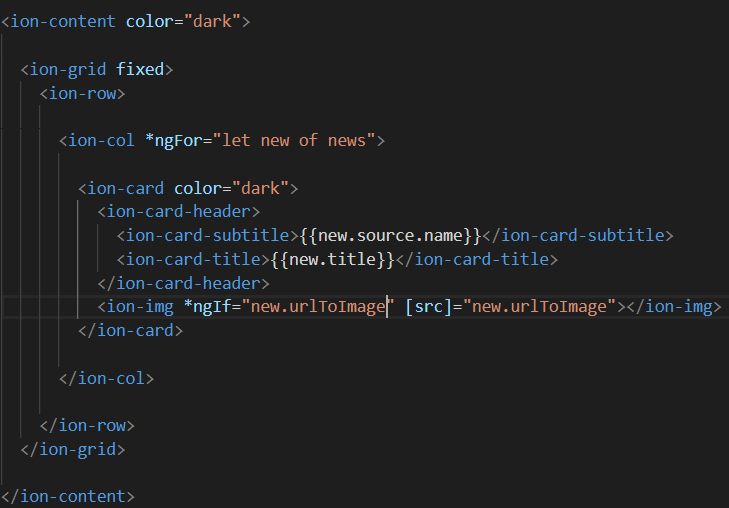 <ion-content color="dark">
<ion-grid fixed>
<ion-row>
<ion-col *ngFor="let new of news">
<ion-card color="dark">
<ion-card-header>
<ion-card-subtitle>{{new.source.name}}</ion-card-subtitle>
<ion-card-title>{{new.title}}</ion-card-title>
</ion-card-header>
<ion-img *ngIf="new.urlToImage" [src]="new.urlToImage"></ion-img>
</ion-card>
</ion-col>
</ion-row>
</ion-grid>
</ion-content>